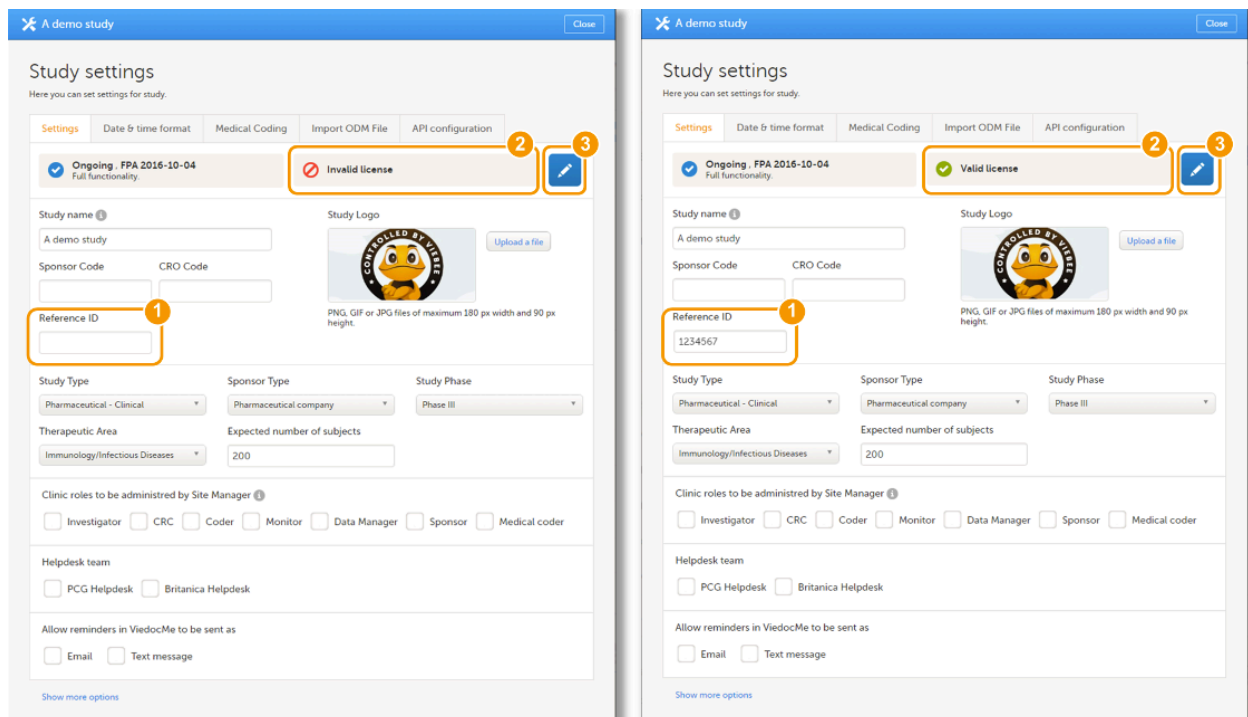 A demo study
Close
Study settings
Here you can set settings for study.
Settings
Date & time format
Medical Coding
Import ODM File
API configuration
2
3
Ongoing , FPA 2016-10-04
Full functionality.
Invalid license
Study name
Study Logo
A demo study
CONTROLLED BY VIEBEE
Upload a file
Sponsor Code
CRO Code
PNG, GIF or JPG files of maximum 180 px width and 90 px
height.
1
Reference ID
Study Type
Sponsor Type
Study Phase
Pharmaceutical - Clinical
Pharmaceutical company
Phase III
Therapeutic Area
Expected number of subjects
Immunology/Infectious Diseases
200
Clinic roles to be administred by Site Manager
Investigator
CRC
Coder
Monitor
Data Manager
Sponsor
Medical coder
Helpdesk team
PCG Helpdesk
Britanica Helpdesk
Allow reminders in ViedocMe to be sent as
Email
Text message
Show more options
A demo study
Close
Study settings
Here you can set settings for study.
Settings
Date & time format
Medical Coding
Import ODM File
API configuration
2
3
Ongoing , FPA 2016-10-04
Full functionality.
Valid license
Study name
Study Logo
A demo study
CONTROLLED BY VIEBEE
Upload a file
Sponsor Code
CRO Code
PNG, GIF or JPG files of maximum 180 px width and 90 px
height.
1
Reference ID
1234567
Study Type
Sponsor Type
Study Phase
Pharmaceutical - Clinical
Pharmaceutical company
Phase III
Therapeutic Area
Expected number of subjects
Immunology/Infectious Diseases
200
Clinic roles to be administred by Site Manager
Investigator
CRC
Coder
Monitor
Data Manager
Sponsor
Medical coder
Helpdesk team
PCG Helpdesk
Britanica Helpdesk
Allow reminders in ViedocMe to be sent as
Email
Text message
Show more options